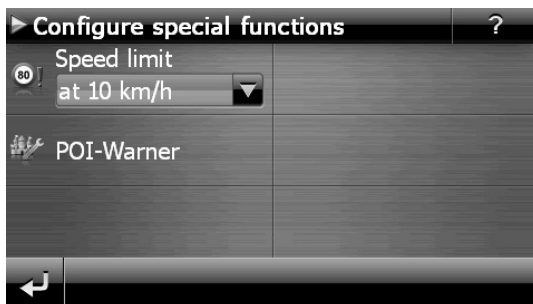 Configure special functions
?
Speed limit
80
!
at 10 km/h
POI-Warner